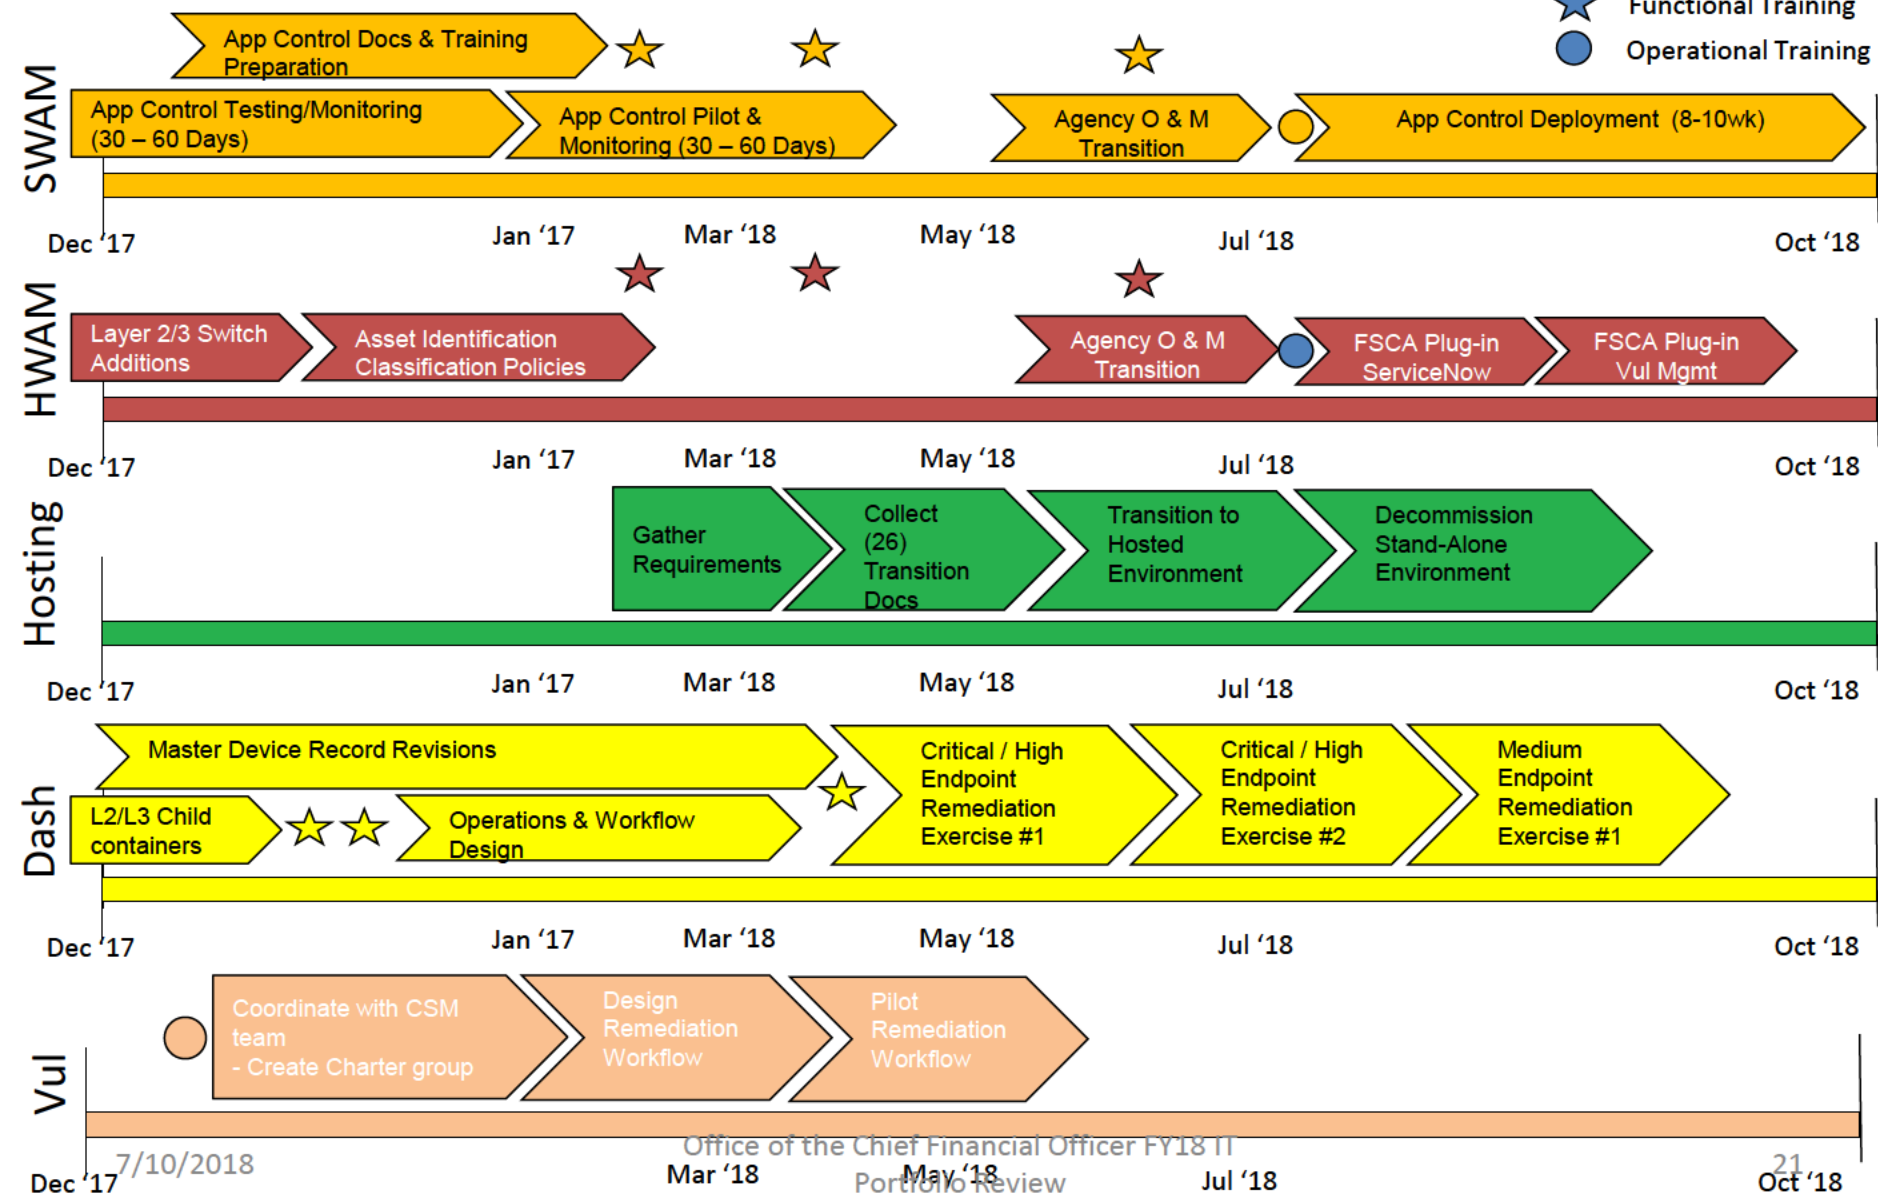 Functional Training
Operational Training
SWAM
App Control Docs & Training
Preparation
App Control Testing/Monitoring
(30 – 60 Days)
App Control Pilot &
Monitoring (30 – 60 Days)
Agency O & M
Transition
App Control Deployment  (8-10wk)
Dec ‘17
Jan ‘17
Mar ‘18
May ‘18
Jul ‘18
Oct ‘18
HWAM
Layer 2/3 Switch
Additions
Asset Identification
Classification Policies
Agency O & M
Transition
FSCA Plug-in
ServiceNow
FSCA Plug-in
Vul Mgmt
Dec ‘17
Jan ‘17
Mar ‘18
May ‘18
Jul ‘18
Oct ‘18
Hosting
Gather
Requirements
Collect
(26)
Transition
Docs
Transition to
Hosted
Environment
Decommission
Stand-Alone
Environment
Dec ‘17
Jan ‘17
Mar ‘18
May ‘18
Jul ‘18
Oct ‘18
Dash
Master Device Record Revisions
L2/L3 Child
containers
Operations & Workflow
Design
Critical / High
Endpoint
Remediation
Exercise #1
Critical / High
Endpoint
Remediation
Exercise #2
Medium
Endpoint
Remediation
Exercise #1
Dec ‘17
Jan ‘17
Mar ‘18
May ‘18
Jul ‘18
Oct ‘18
Vul
Coordinate with CSM
team
- Create Charter group
Design
Remediation
Workflow
Pilot
Remediation
Workflow
Dec ‘17
Mar ‘18
May ‘18
Jul ‘18
Oct ‘18
7/10/2018
Office of the Chief Financial Officer FY18 IT
Portfolio Review
21